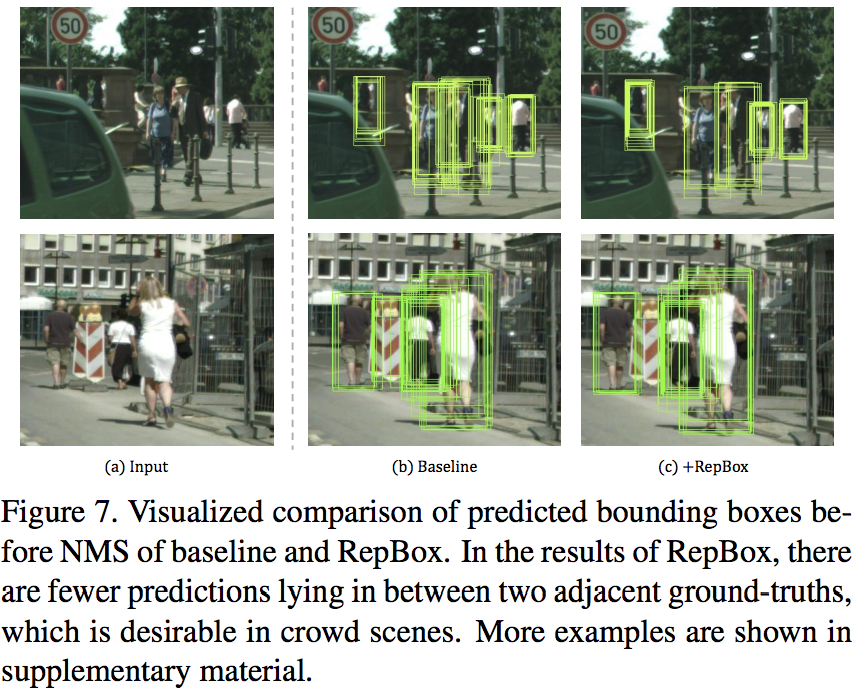 50
50
50
(a) Input
(b) Baseline
(c) +RepBox
Figure 7. Visualized comparison of predicted bounding boxes be-
fore NMS of baseline and RepBox. In the results of RepBox, there
are fewer predictions lying in between two adjacent ground-truths,
which is desirable in crowd scenes. More examples are shown in
supplementary material.